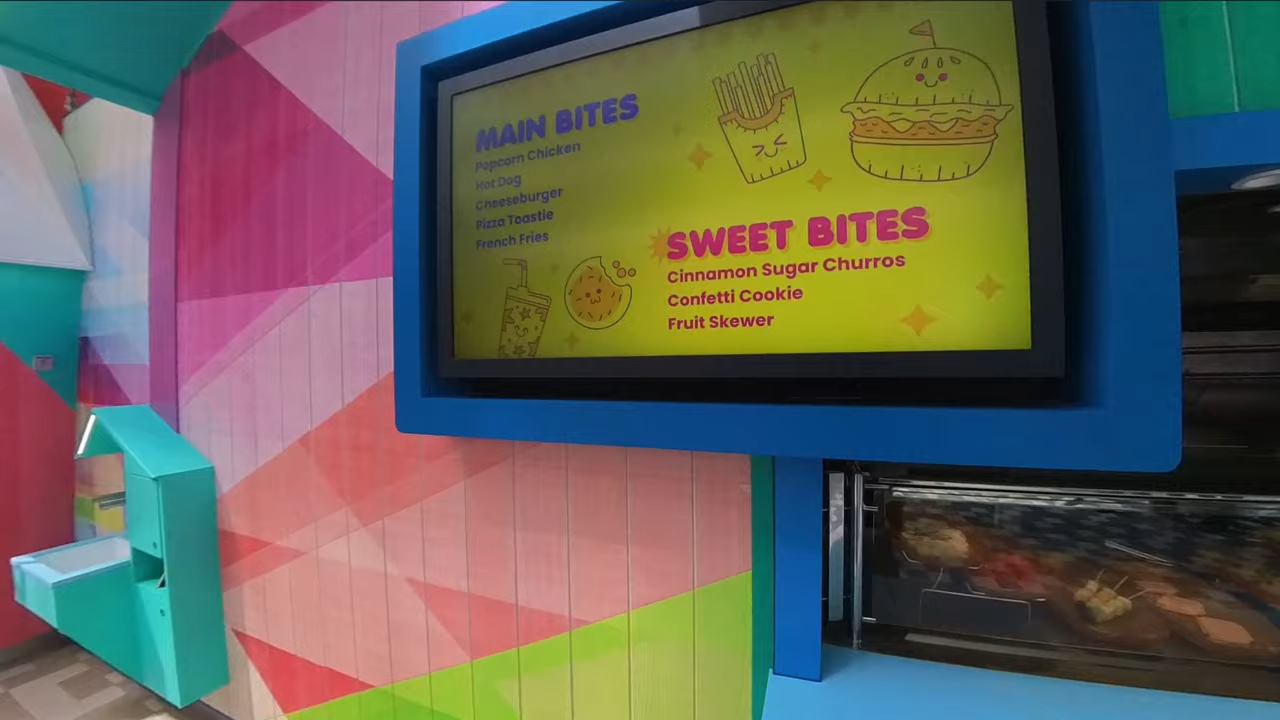 MAIN BITES
Popcorn Chicken
Hot Dog
Cheeseburger
Pizza Toastie
French Fries
SWEET BITES
Cinnamon Sugar Churros
Confetti Cookie
Fruit Skewer